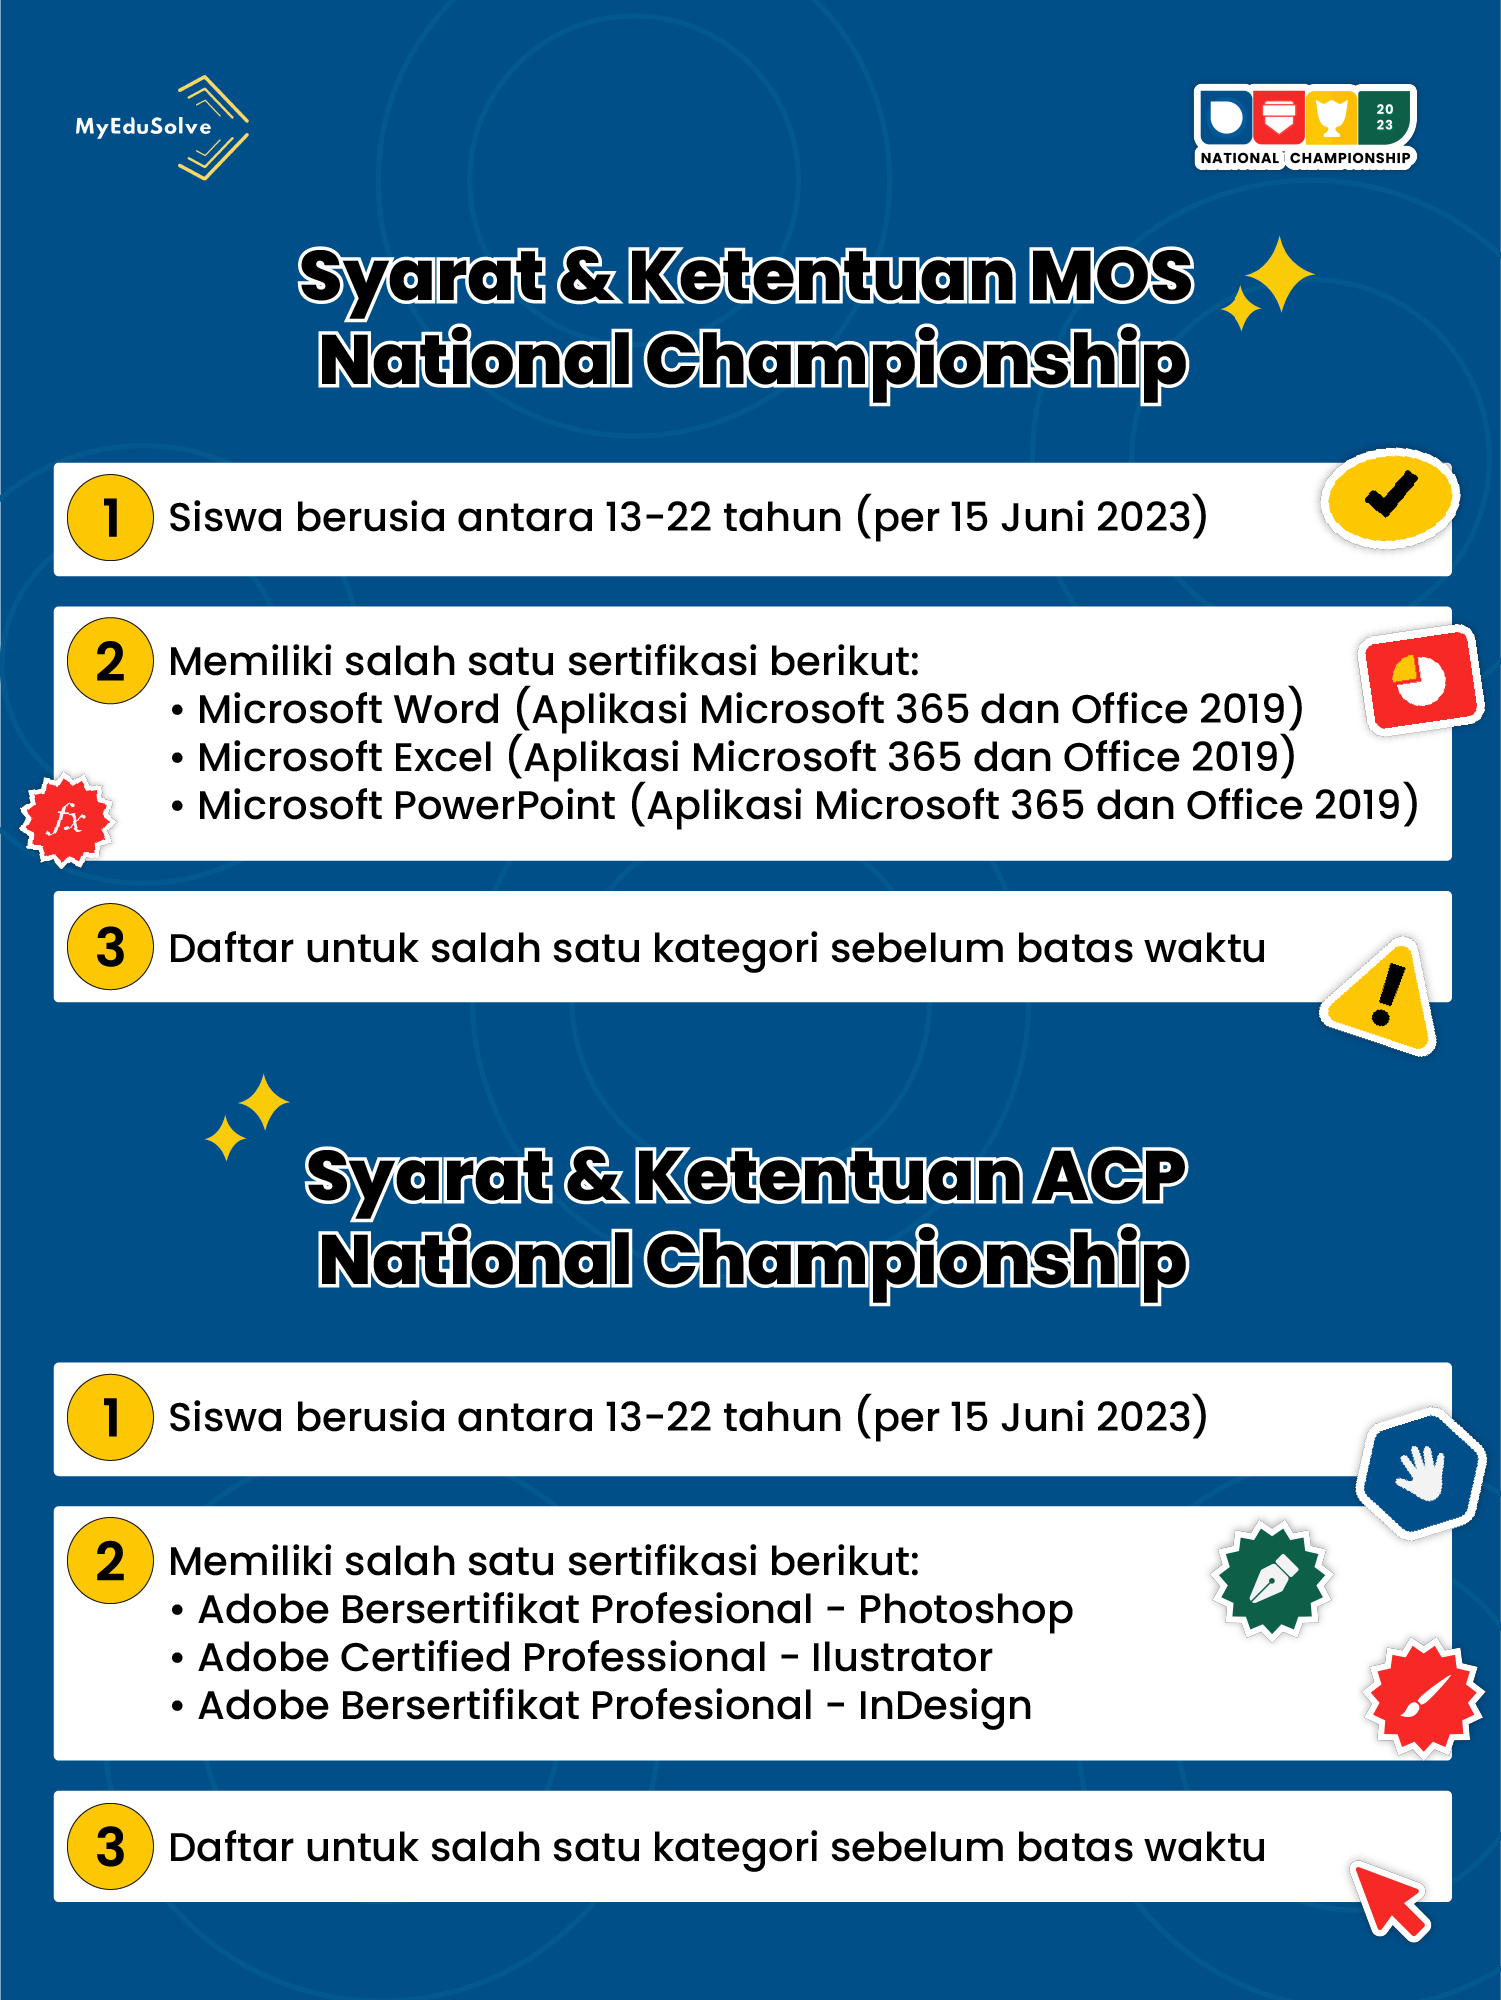 MyEduSolve
20
23
NATIONAL CHAMPIONSHIP
Syarat & Ketentuan MOS
National Championship
1 Siswa berusia antara 13-22 tahun (per 15 Juni 2023)
2 Memiliki salah satu sertifikasi berikut:
• Microsoft Word (Aplikasi Microsoft 365 dan Office 2019)
• Microsoft Excel (Aplikasi Microsoft 365 dan Office 2019)
• Microsoft PowerPoint (Aplikasi Microsoft 365 dan Office 2019)
fx
3 Daftar untuk salah satu kategori sebelum batas waktu
!
Syarat & Ketentuan ACP
National Championship
1 Siswa berusia antara 13-22 tahun (per 15 Juni 2023)
2 Memiliki salah satu sertifikasi berikut:
• Adobe Bersertifikat Profesional - Photoshop
• Adobe Certified Professional - Ilustrator
• Adobe Bersertifikat Profesional - InDesign
3 Daftar untuk salah satu kategori sebelum batas waktu